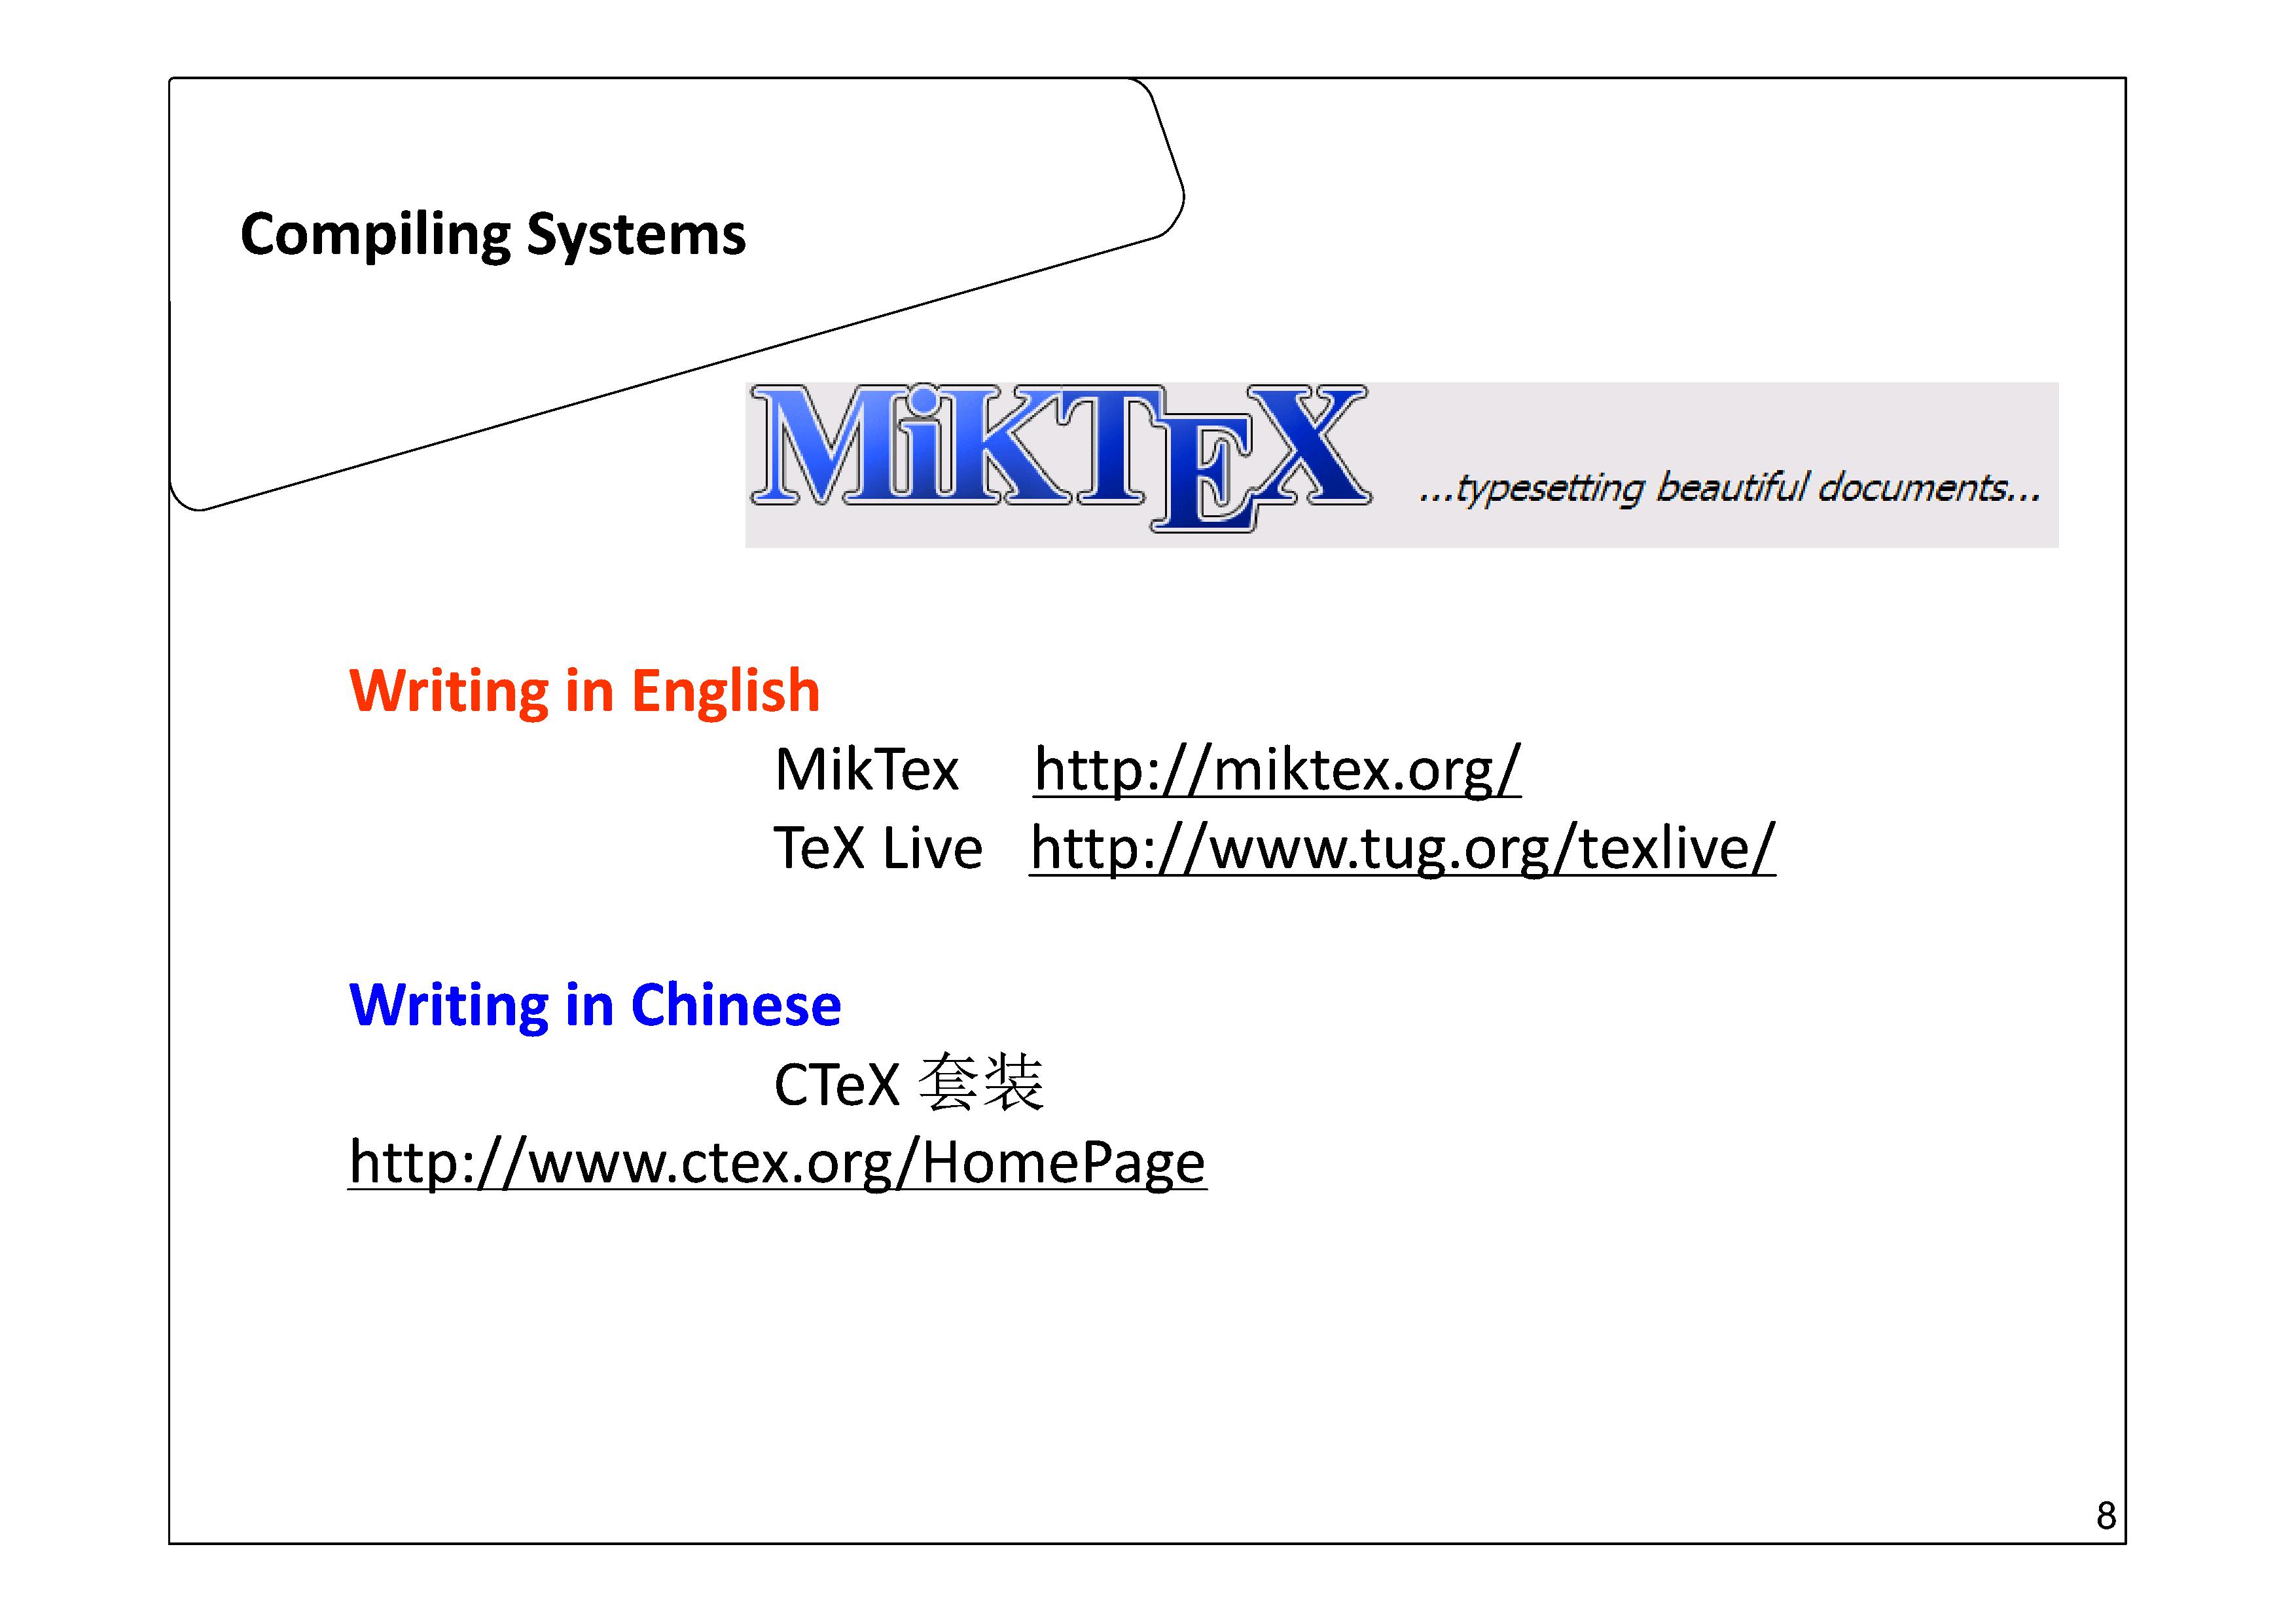 Compiling Systems
MiKTEX ...typesetting beautiful documents...
Writing in English
MikTex http://miktex.org/
TeX Live http://www.tug.org/texlive/
Writing in Chinese
CTeX 套装
http://www.ctex.org/HomePage
8